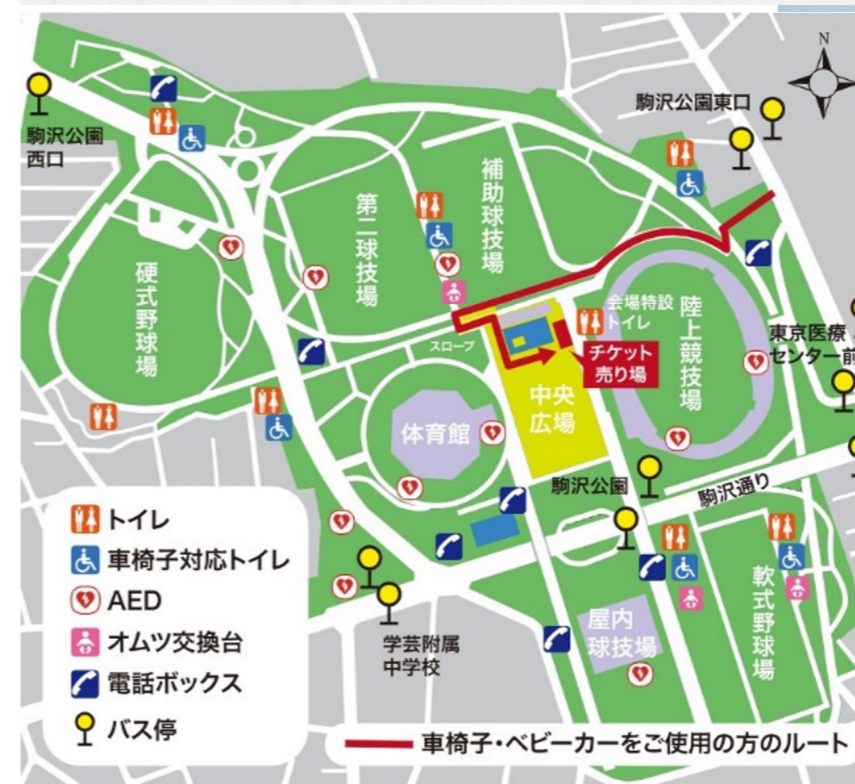 N
駒沢公園東口
駒沢公園
西口
補助球技場
第二球技場
硬式野球場
会場特設
トイレ
陸上競技場
東京医療
センター前
スロープ
チケット
売り場
中央
広場
体育館
駒沢公園
駒沢通り
トイレ
車椅子対応トイレ
AED
オムツ交換台
電話ボックス
バス停
学芸附属
中学校
屋内
球技場
軟式野球場
車椅子・ベビーカーをご使用の方のルート